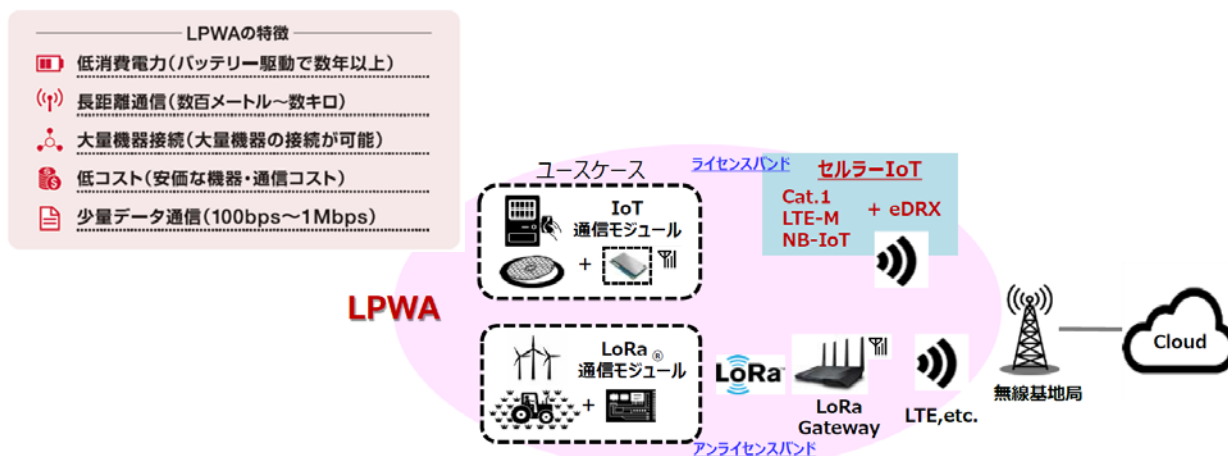 LPWAの特徴
低消費電力(バッテリー駆動で数年以上)
長距離通信(数百メートル～数キロ)
大量機器接続(大量機器の接続が可能)
低コスト(安価な機器・通信コスト)
少量データ通信(100bps～1Mbps)
LPWA
ユースケース
IoT
通信モジュール
+
LoRa®
通信モジュール
+
ライセンスバンド
セルラーIoT
Cat.1
LTE-M
NB-IoT
+ eDRX
LoRa™
LoRa
Gateway
LTE,etc.
アンライセンスバンド
無線基地局
Cloud